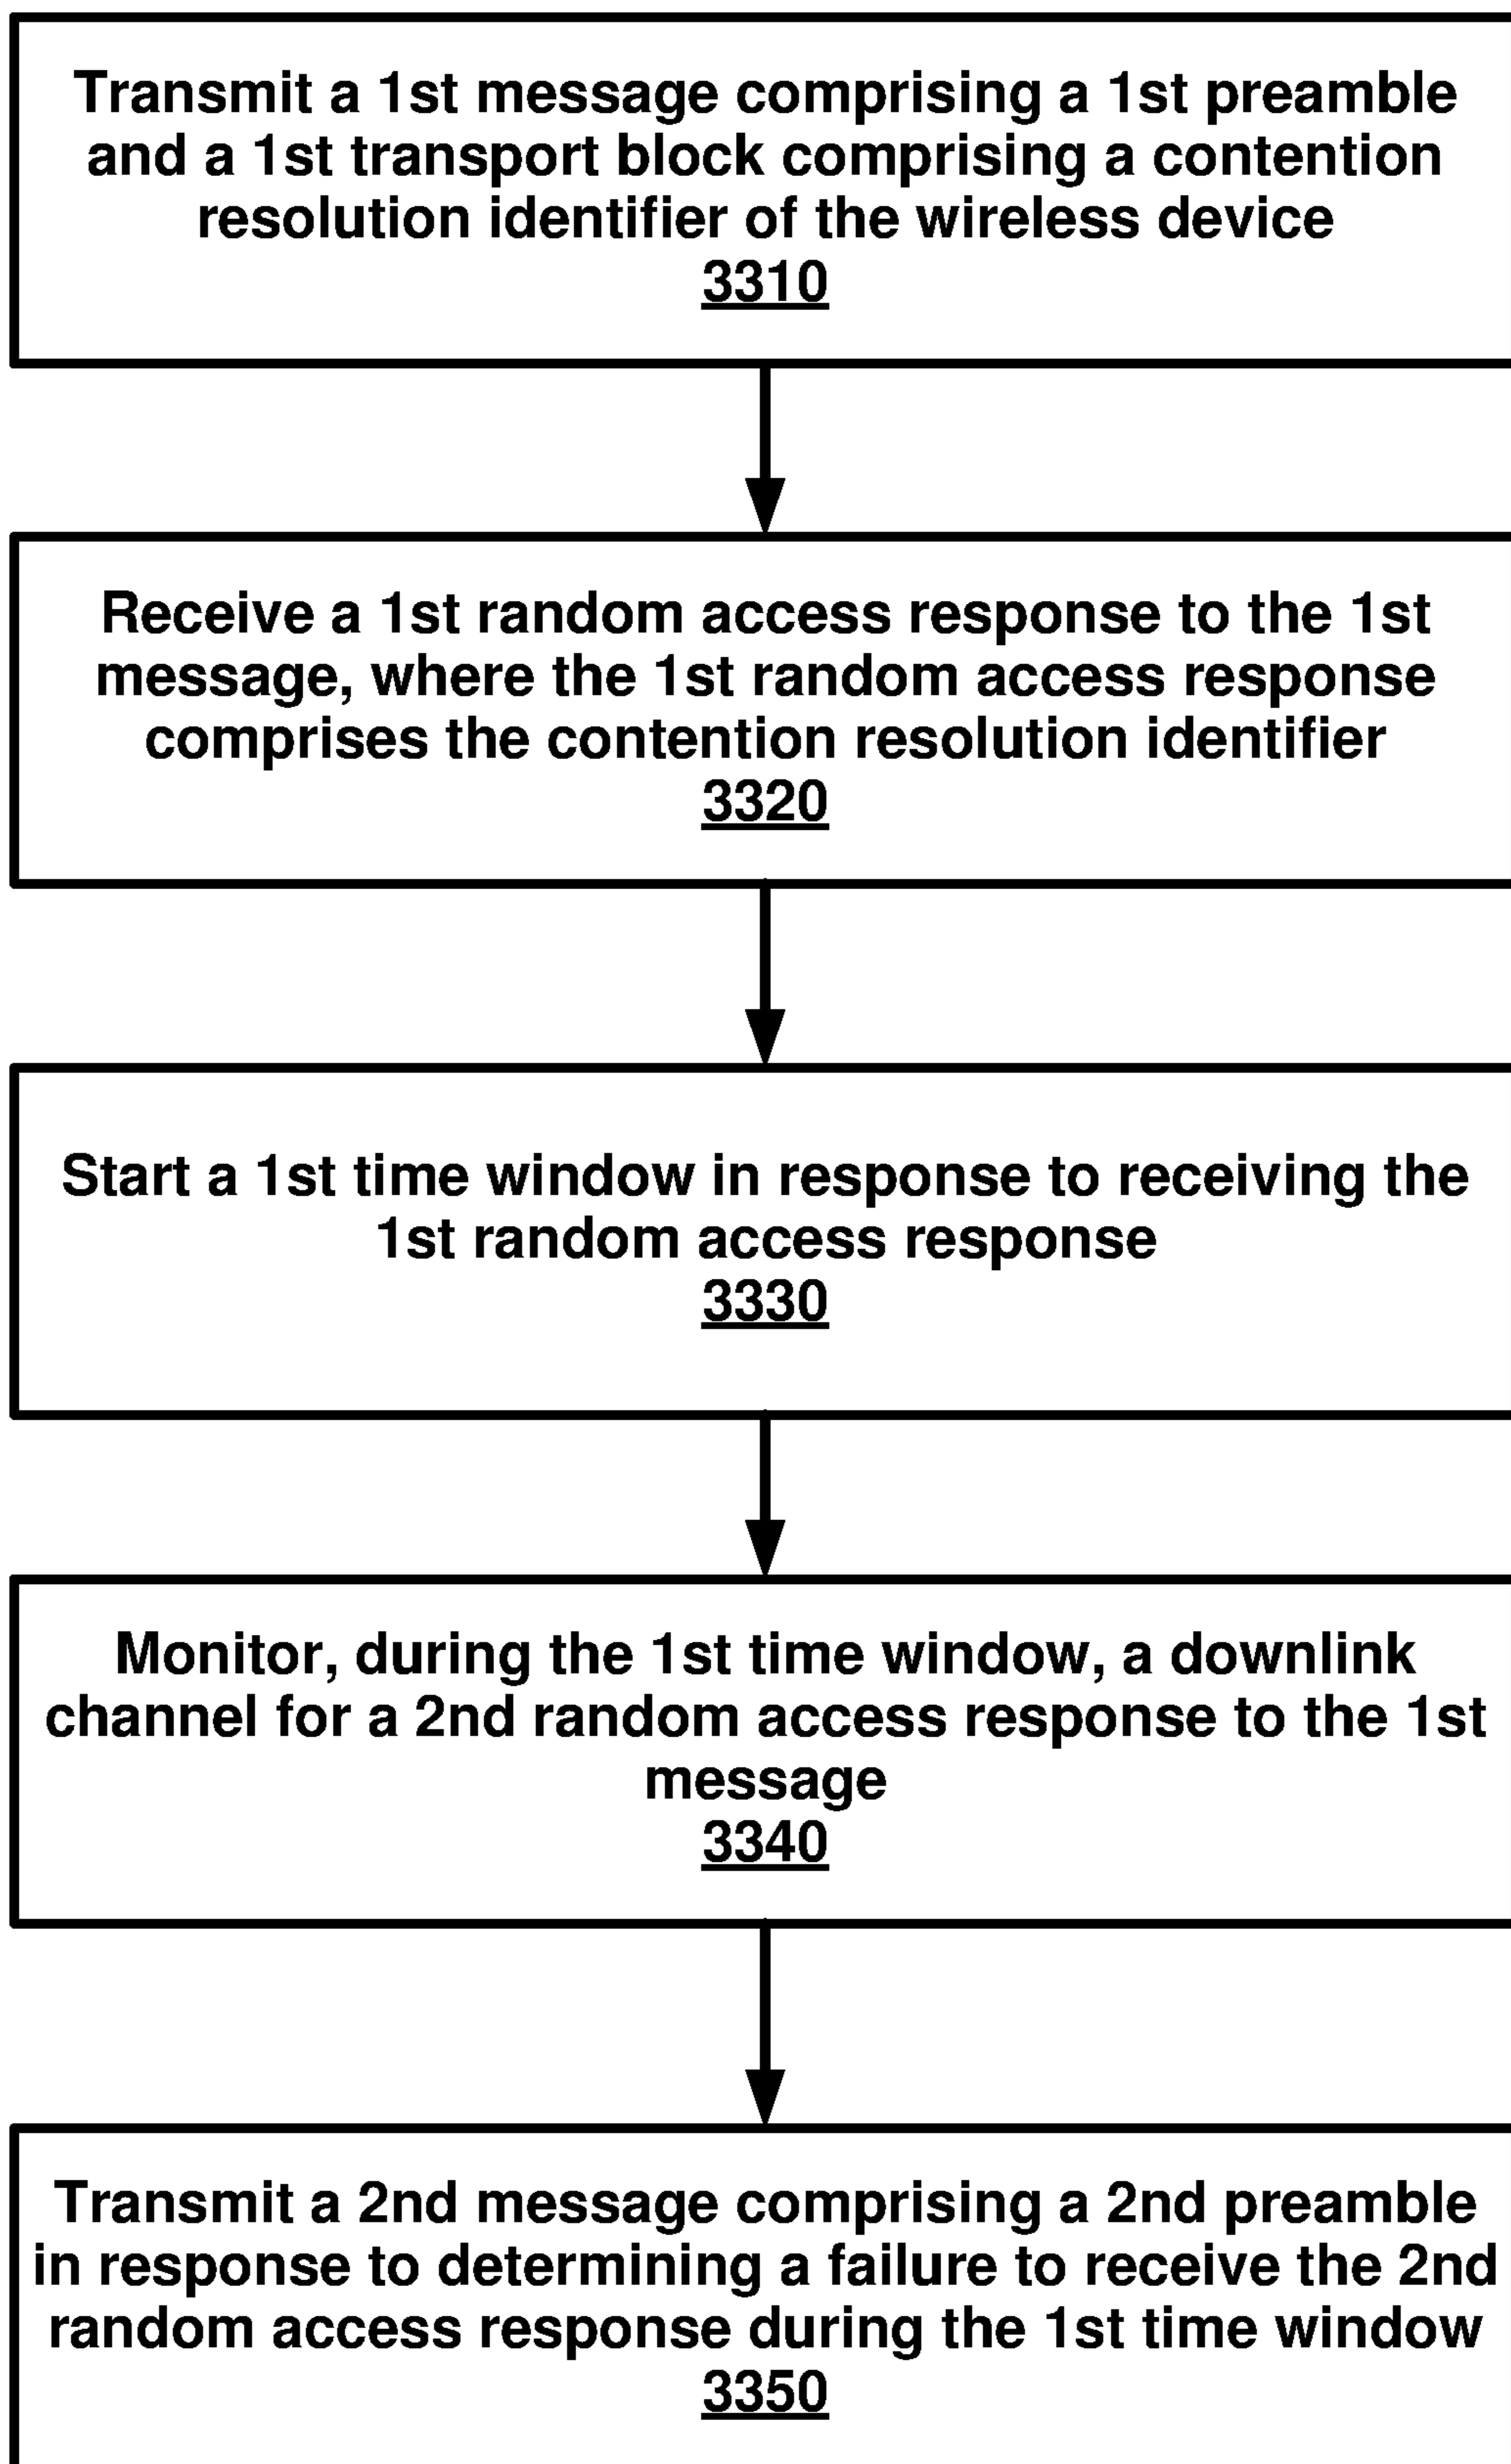 Transmit a 1st message comprising a 1st preamble
and a 1st transport block comprising a contention
resolution identifier of the wireless device
3310
Receive a 1st random access response to the 1st
message, where the 1st random access response
comprises the contention resolution identifier
3320
Start a 1st time window in response to receiving the
1st random access response
3330
Monitor, during the 1st time window, a downlink
channel for a 2nd random access response to the 1st
message
3340
Transmit a 2nd message comprising a 2nd preamble
in response to determining a failure to receive the 2nd
random access response during the 1st time window
3350